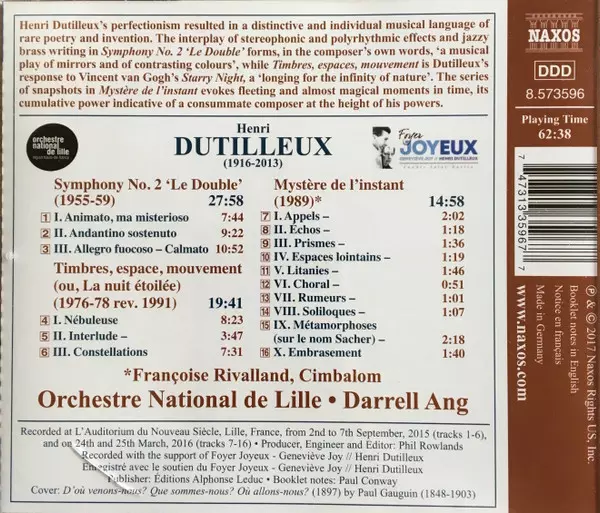 Henri Dutilleux's perfectionism resulted in a distinctive and individual musical language of
rare poetry and invention. The interplay of stereophonic and polyrhythmic effects and jazzy
brass writing in Symphony No. 2 'Le Double' forms, in the composer's own words, 'a musical
play of mirrors and of contrasting colours', while Timbres, espaces, mouvement is Dutilleux's
response to Vincent van Gogh's Starry Night, a 'longing for the infinity of nature'. The series
of snapshots in Mystère de l'instant evokes fleeting and almost magical moments in time, its
cumulative power indicative of a consummate composer at the height of his powers.
NAXOS
DDD
8.573596
Playing Time
62:38
orchestre
national
de lille
Henri
DUTILLEUX
(1916-2013)
Foyer
JOYEUX
GENEVIÈVE JOY // HENRI DUTILLEUX
Symphony No. 2 'Le Double'
(1955-59) 27:58
1 I. Animato, ma misterioso 7:44
2 II. Andantino sostenuto 9:22
3 III. Allegro fuocoso – Calmato 10:52
Timbres, espace, mouvement
(ou, La nuit étoilée)
(1976-78 rev. 1991) 19:41
4 I. Nébuleuse 8:23
5 II. Interlude – 3:47
6 III. Constellations 7:31
Mystère de l'instant
(1989)* 14:58
7 I. Appels – 2:02
8 II. Échos – 1:18
9 III. Prismes – 1:36
10 IV. Espaces lointains – 1:19
11 V. Litanies – 1:46
12 VI. Choral – 0:51
13 VII. Rumeurs – 1:01
14 VIII. Soliloques – 1:07
15 IX. Métamorphoses
(sur le nom Sacher) – 2:18
16 X. Embrasement 1:40
*Françoise Rivalland, Cimbalom
Orchestre National de Lille • Darrell Ang
Recorded at L'Auditorium du Nouveau Siècle, Lille, France, from 2nd to 7th September, 2015 (tracks 1-6),
and on 24th and 25th March, 2016 (tracks 7-16) • Producer, Engineer and Editor: Phil Rowlands
Recorded with the support of Foyer Joyeux - Geneviève Joy // Henri Dutilleux
Enregistré avec le soutien du Foyer Joyeux - Geneviève Joy // Henri Dutilleux
Publisher: Éditions Alphonse Leduc • Booklet notes: Paul Conway
Cover: D'où venons-nous? Que sommes-nous? Où allons-nous? (1897) by Paul Gauguin (1848-1903)
7 47313 35967 7
www.naxos.com
Ⓟ & © 2017 Naxos Rights US, Inc.
Booklet notes in English
Notice en français
Made in Germany